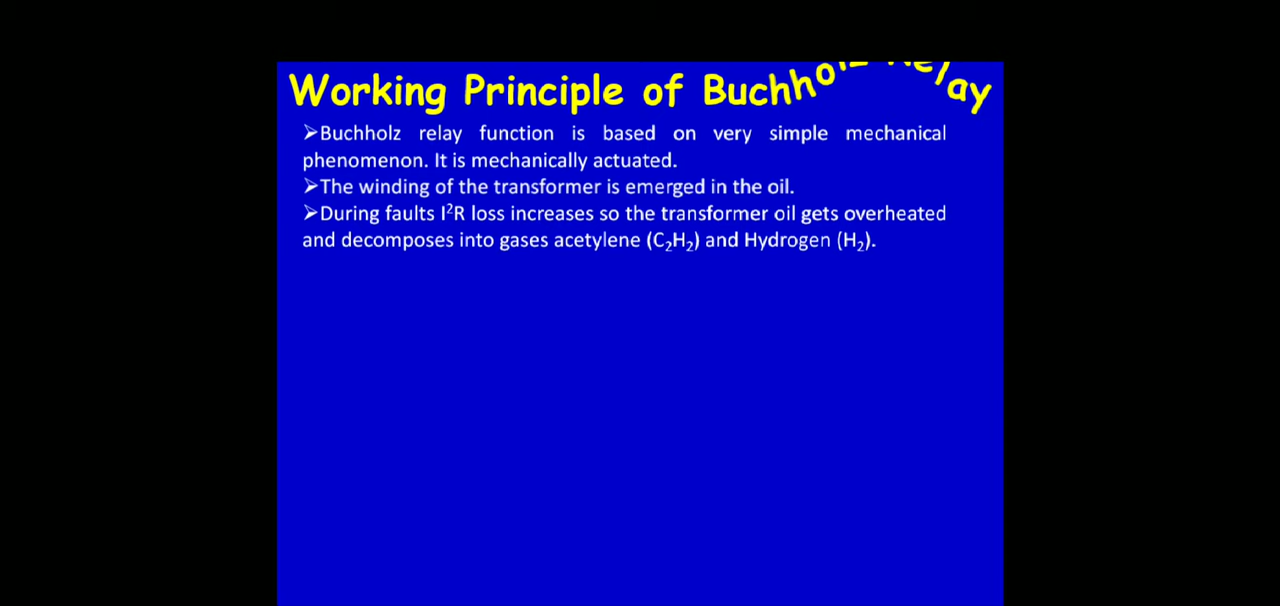 Working Principle of Buchholz Relay
➢Buchholz relay function is based on very simple mechanical
phenomenon. It is mechanically actuated.
➢The winding of the transformer is emerged in the oil.
➢During faults I²R loss increases so the transformer oil gets overheated
and decomposes into gases acetylene (C₂H₂) and Hydrogen (H₂).